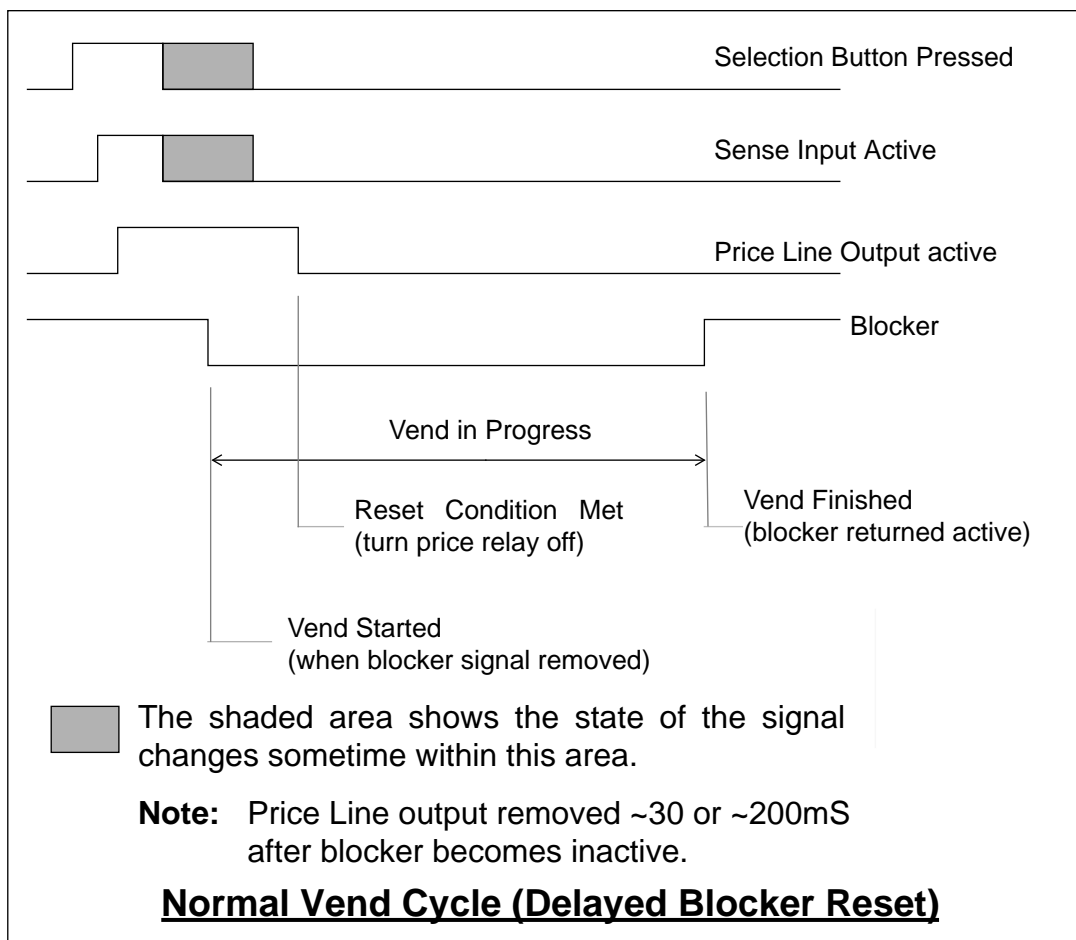 Selection Button Pressed
Sense Input Active
Price Line Output active
Blocker
Vend in Progress
Reset Condition Met
(turn price relay off)
Vend Finished
(blocker returned active)
Vend Started
(when blocker signal removed)
The shaded area shows the state of the signal
changes sometime within this area.
Note: Price Line output removed ~30 or ~200mS
after blocker becomes inactive.
Normal Vend Cycle (Delayed Blocker Reset)